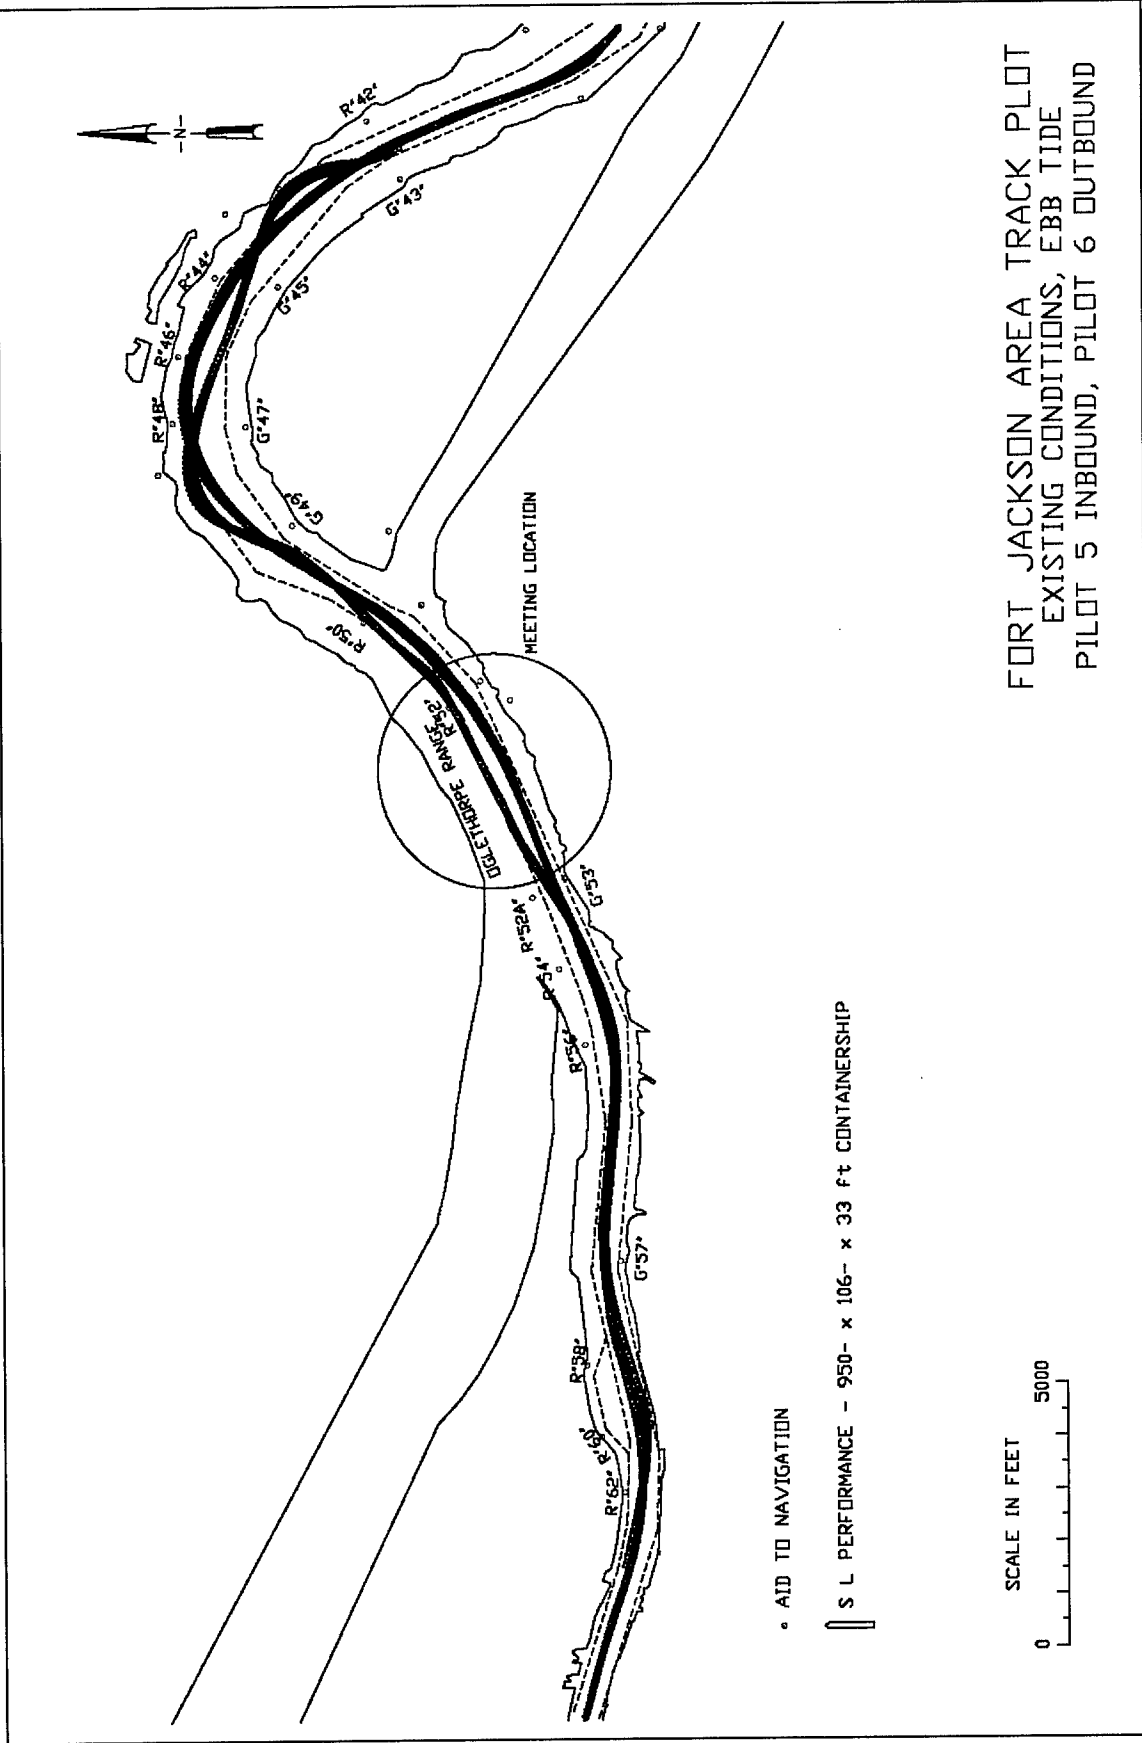 R"42"
-N-
G"43"
R"44"
G"45"
R"46"
R"48"
G"47"
G"49"
R"50"
MEETING LOCATION
R"52"
OGLETHORPE RANGE
G"53"
R"52A"
R"54"
R"56"
G"57"
R"58"
R"60"
R"62"
AID TO NAVIGATION
S L PERFORMANCE - 950- x 106- x 33 ft CONTAINERSHIP
SCALE IN FEET
0 5000
FORT JACKSON AREA TRACK PLOT
EXISTING CONDITIONS, EBB TIDE
PILOT 5 INBOUND, PILOT 6 OUTBOUND